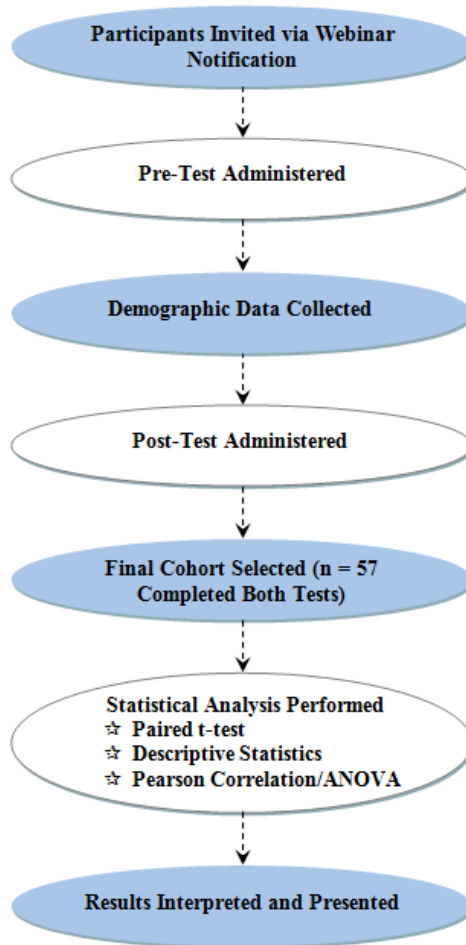 Participants Invited via Webinar
Notification
Pre-Test Administered
Demographic Data Collected
Post-Test Administered
Final Cohort Selected (n = 57
Completed Both Tests)
Statistical Analysis Performed
☆ Paired t-test
☆ Descriptive Statistics
☆ Pearson Correlation/ANOVA
Results Interpreted and Presented